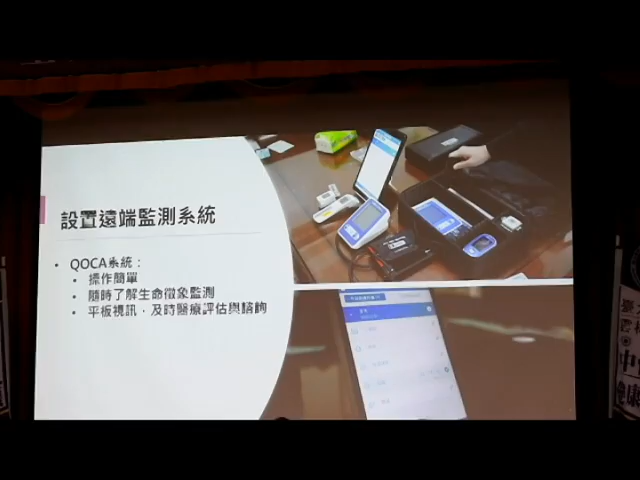 設置遠端監測系統
QOCA系統：
操作簡單
隨時了解生命徵象監測
平板視訊，及時醫療評估與諮詢